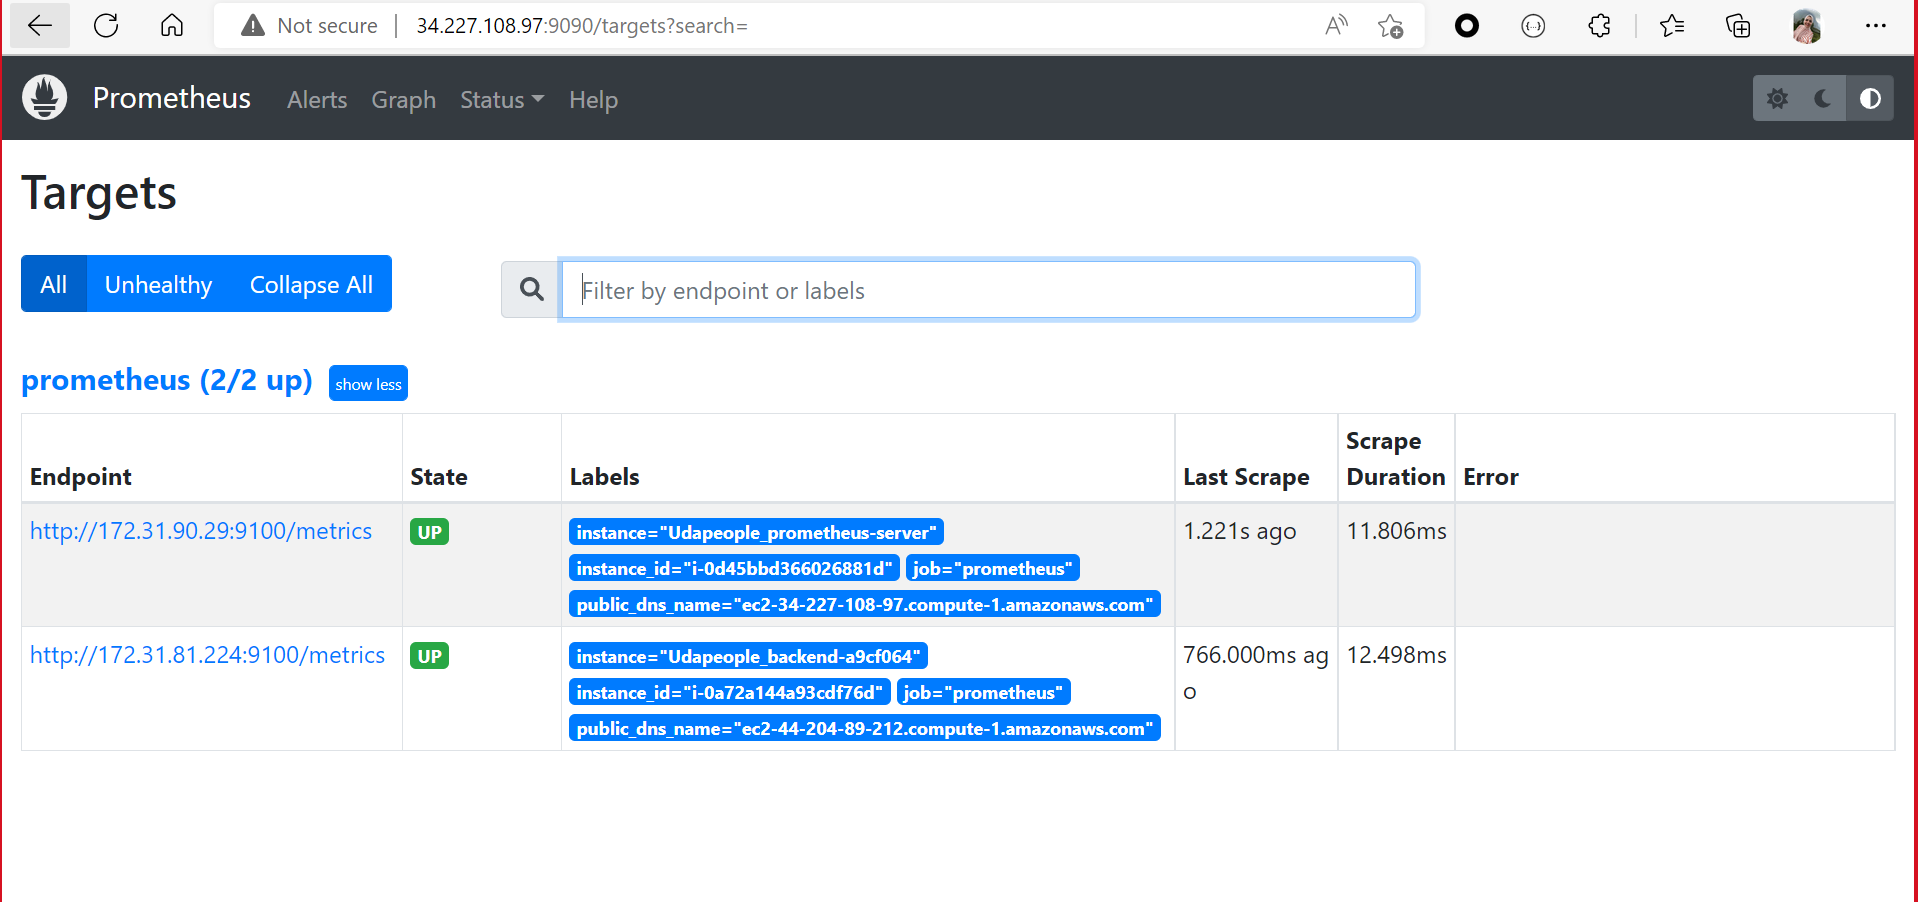 Not secure | 34.227.108.97:9090/targets?search=
Prometheus Alerts Graph Status Help
Targets
All Unhealthy Collapse All
Filter by endpoint or labels
prometheus (2/2 up) show less
Scrape
Endpoint State Labels Last Scrape Duration Error
http://172.31.90.29:9100/metrics UP instance="Udapeople_prometheus-server" 1.221s ago 11.806ms
instance_id="i-0d45bbd366026881d" job="prometheus"
public_dns_name="ec2-34-227-108-97.compute-1.amazonaws.com"
http://172.31.81.224:9100/metrics UP instance="Udapeople_backend-a9cf064" 766.000ms ag 12.498ms
instance_id="i-0a72a144a93cdf76d" job="prometheus" o
public_dns_name="ec2-44-204-89-212.compute-1.amazonaws.com"